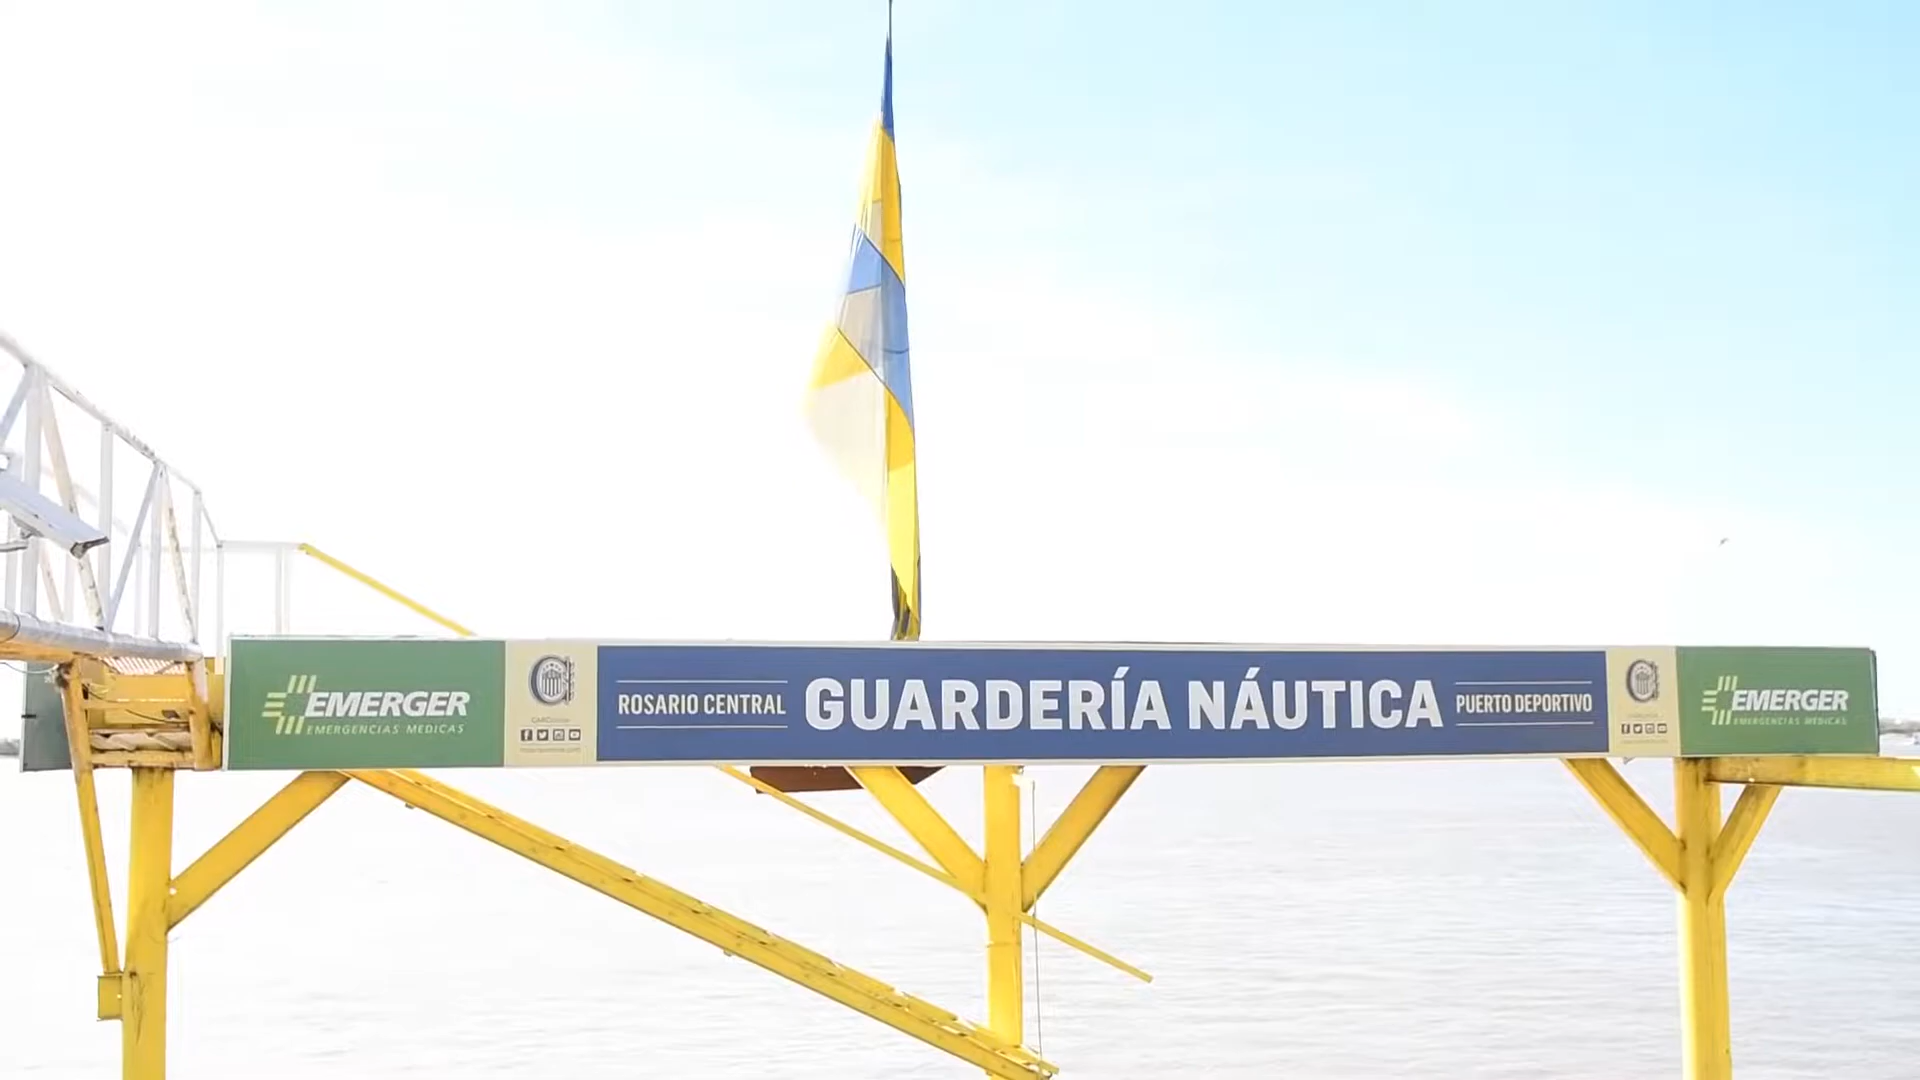 EMERGER
EMERGENCIAS MEDICAS
ROSARIO CENTRAL
GUARDERÍA NÁUTICA
PUERTO DEPORTIVO
EMERGER
EMERGENCIAS MEDICAS